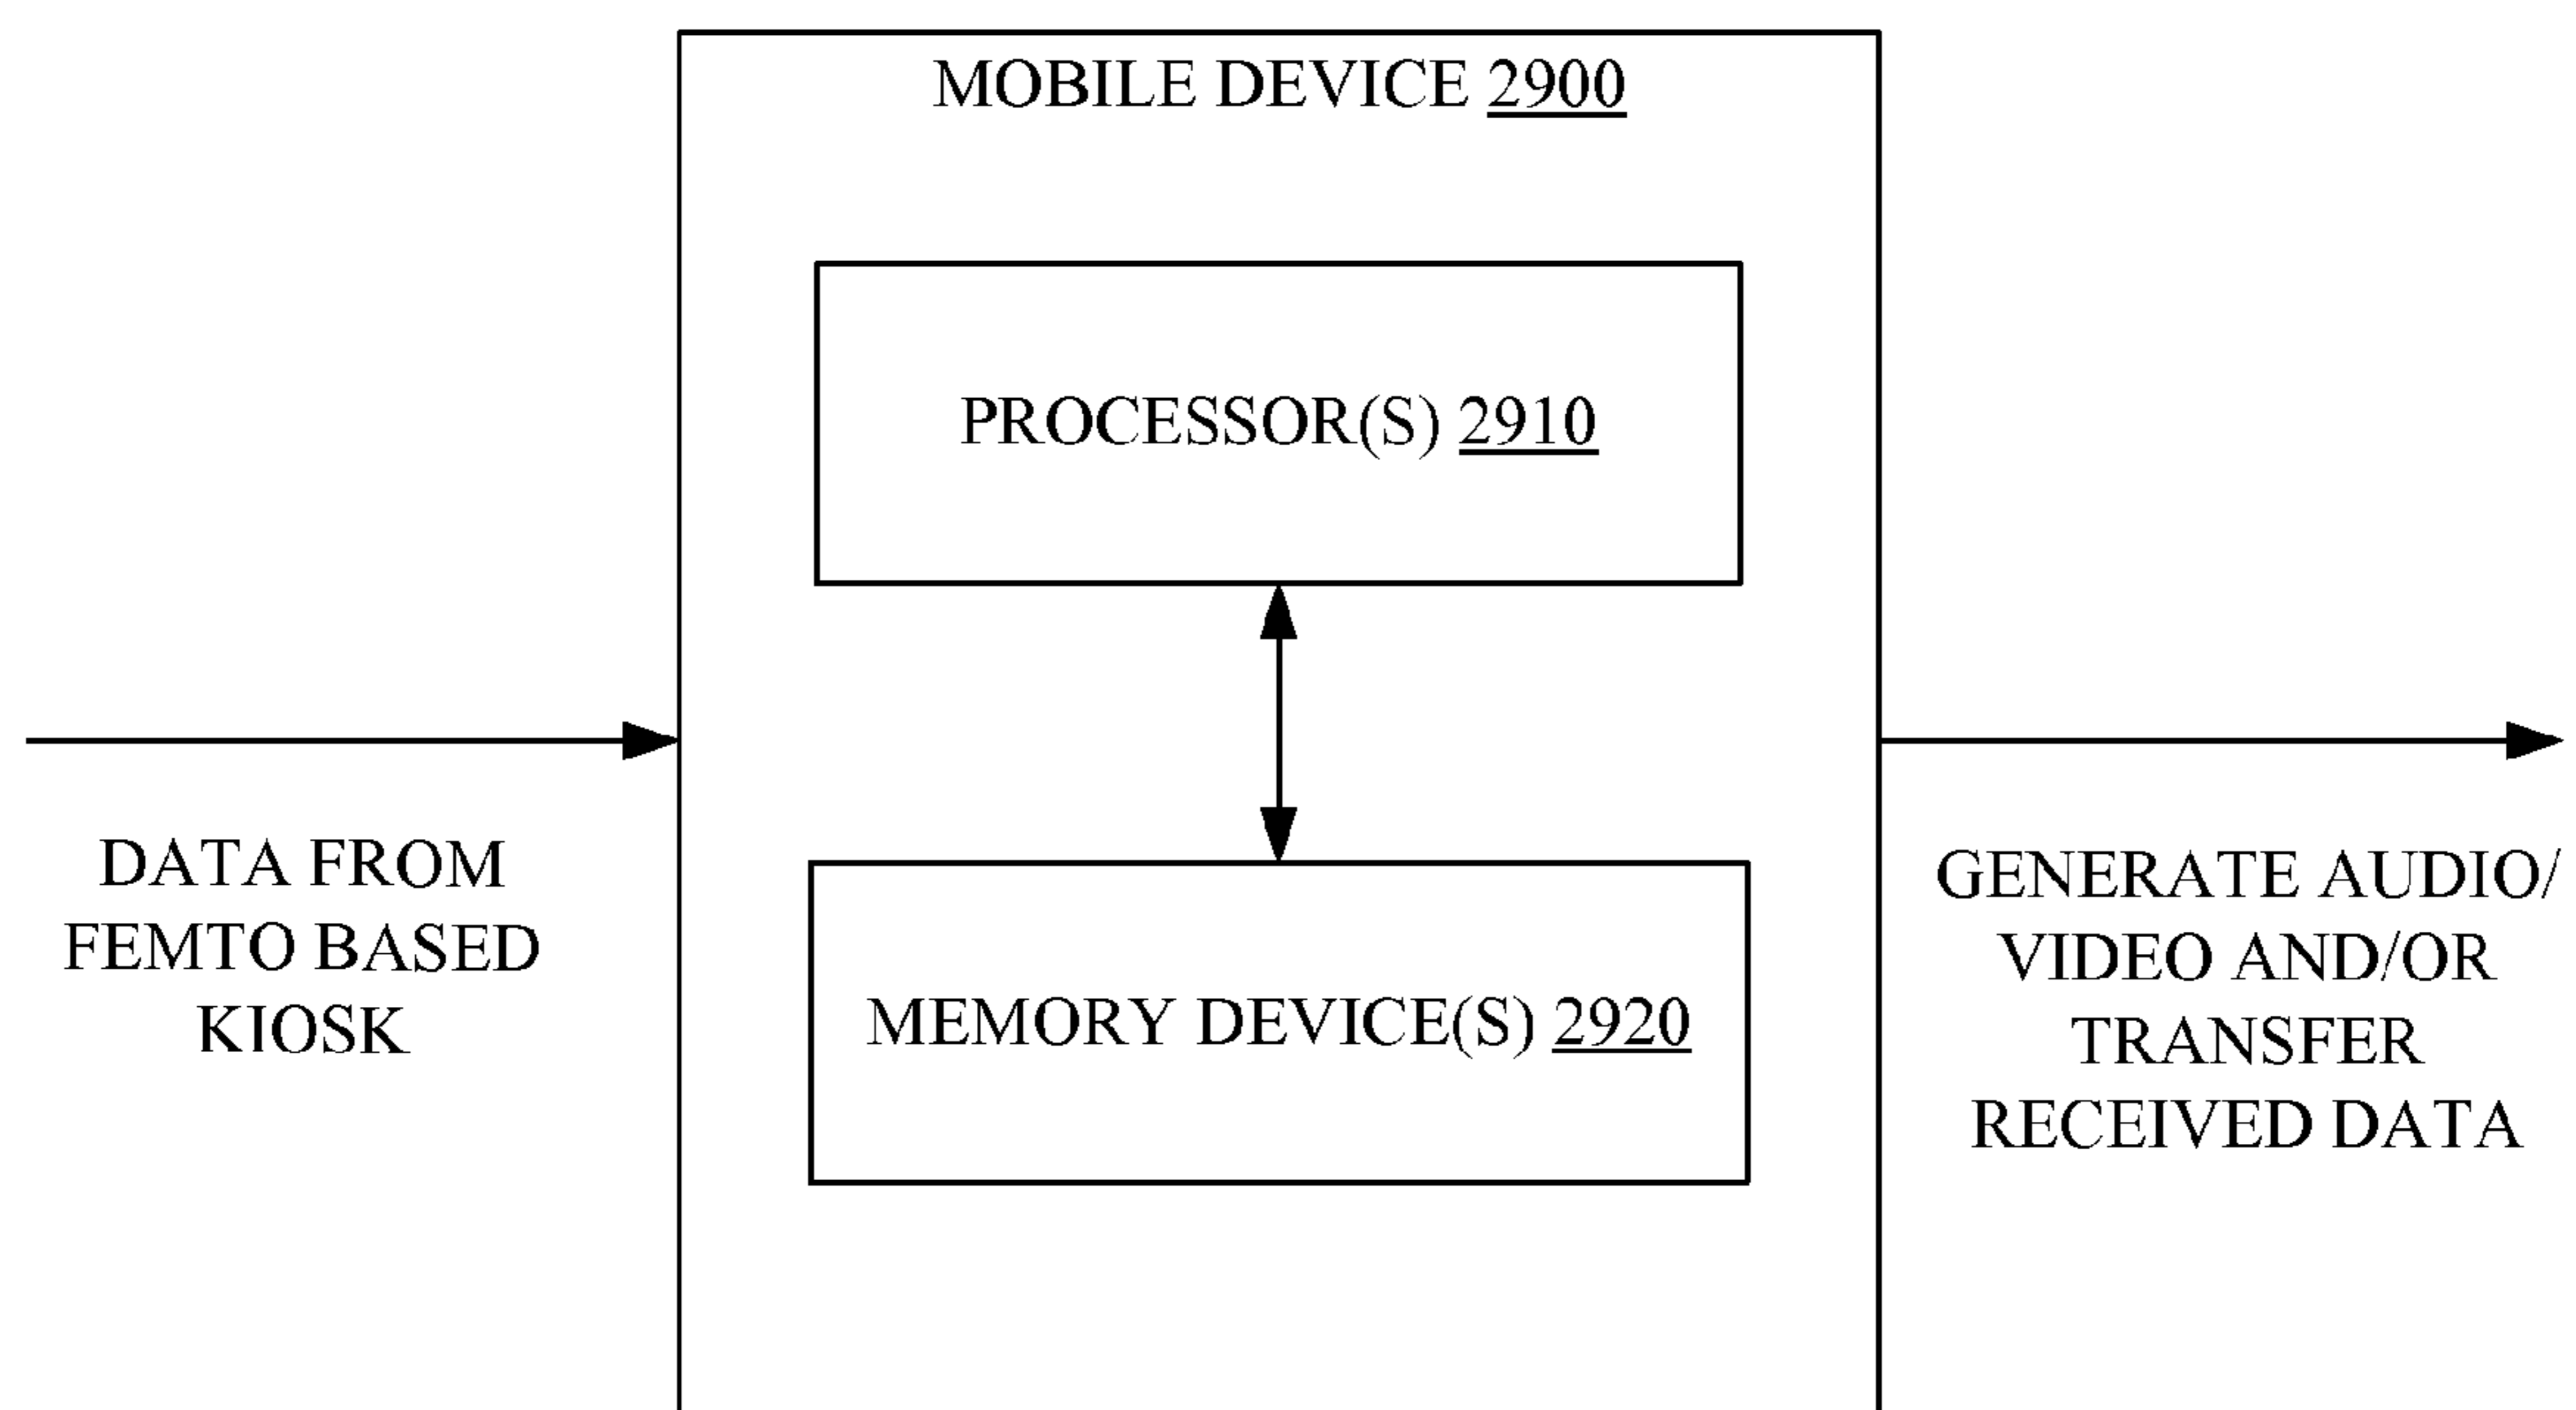 MOBILE DEVICE 2900
PROCESSOR(S) 2910
MEMORY DEVICE(S) 2920
DATA FROM
FEMTO BASED
KIOSK
GENERATE AUDIO/
VIDEO AND/OR
TRANSFER
RECEIVED DATA